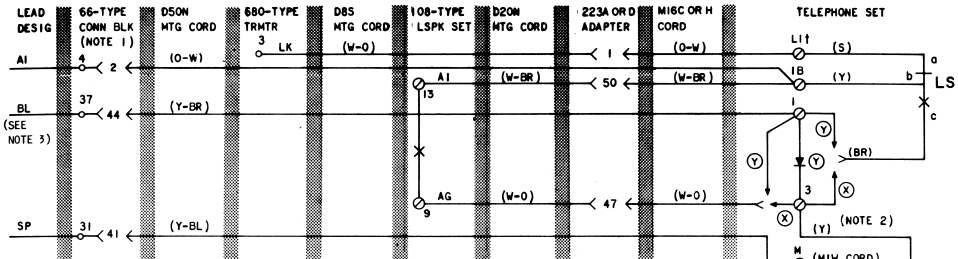 LEAD DESIG
66-TYPE CONN BLK (NOTE 1)
D50N MTG CORD
680-TYPE TRMTR
D8S MTG CORD
108-TYPE LSPK SET
D20N MTG CORD
223A OR D ADAPTER
M16C OR H CORD
TELEPHONE SET
3 LK (W-O) 1 (O-W) L1† (S)
a
A1 4 2 (O-W)
A1 13 (W-BR) 50 (W-BR) 1B (Y) b LS
c
BL 37 44 (Y-BR) 1
(SEE NOTE 3)
Y Y Y (BR)
AG 9 (W-O) 47 (W-O) X 3 X
(Y) (NOTE 2)
SP 31 41 (Y-BL)
M (M1W CORD)